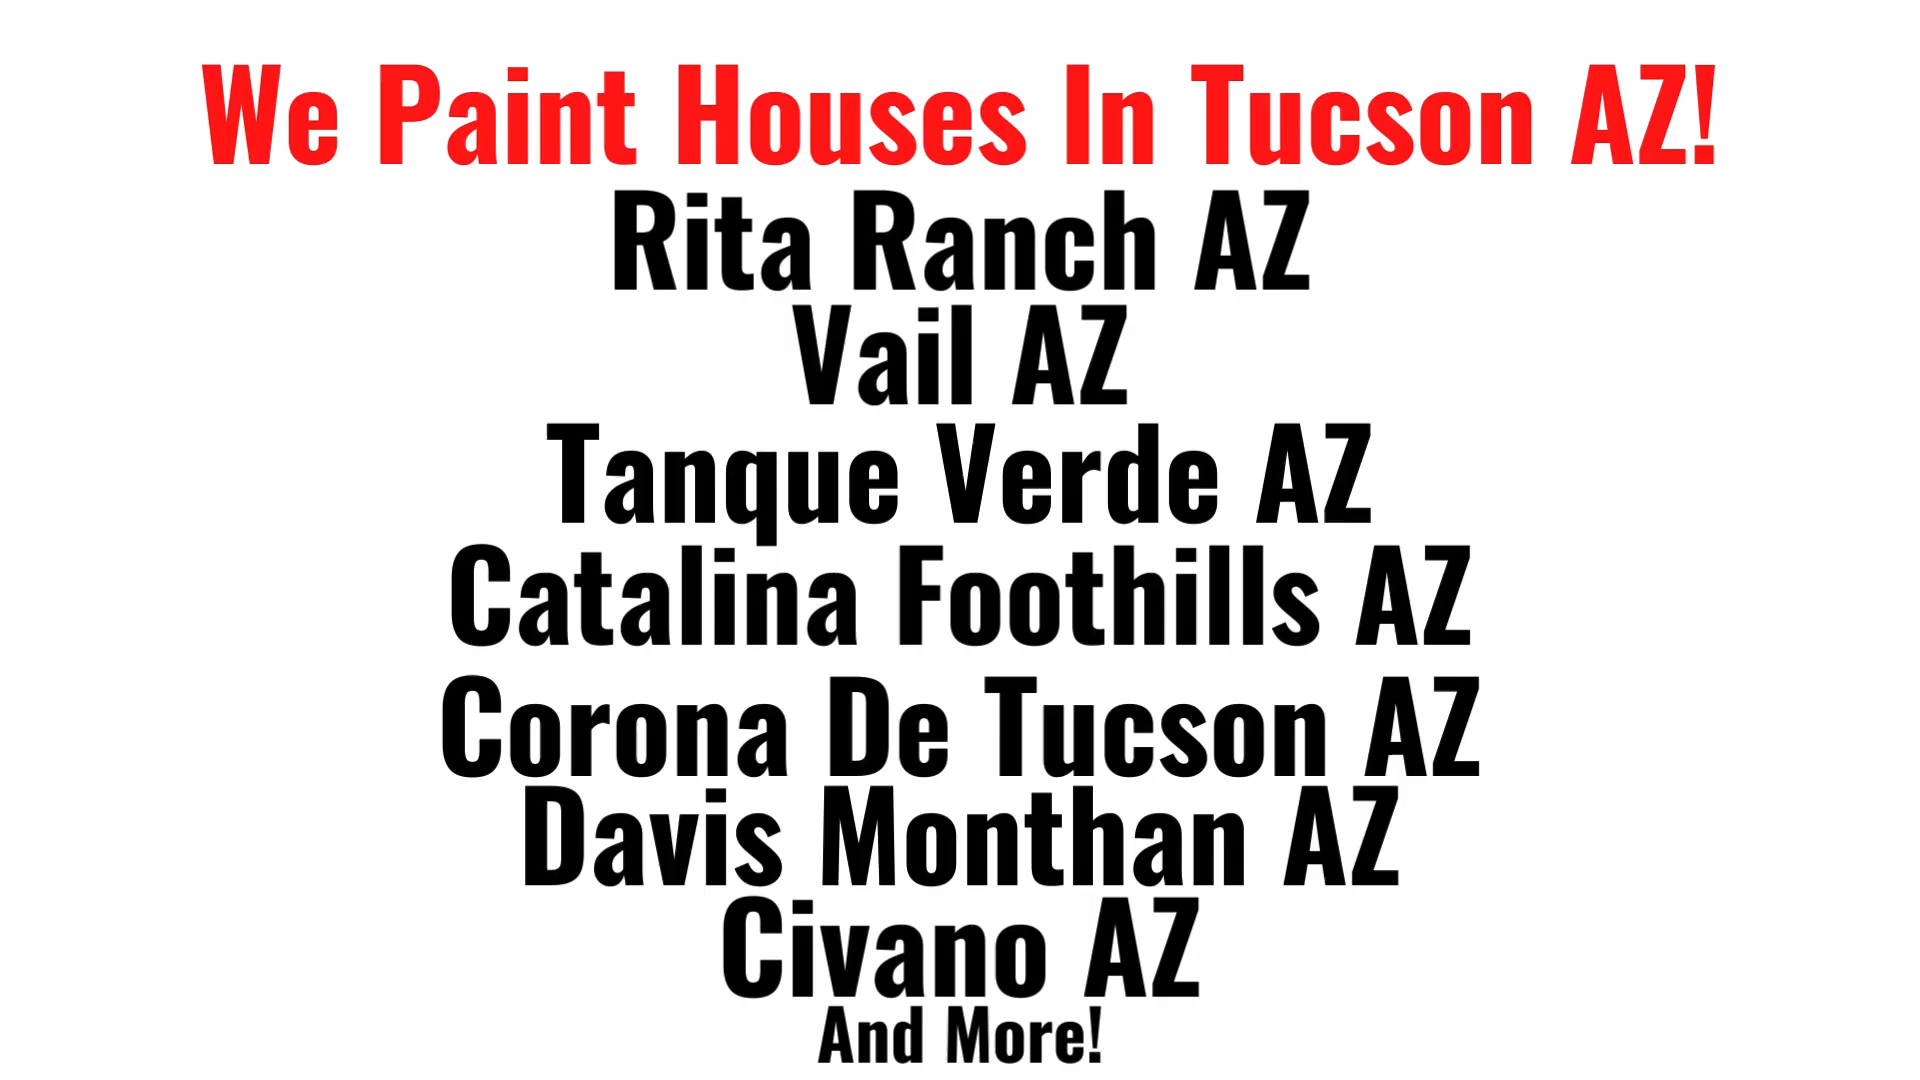 We Paint Houses In Tucson AZ!
Rita Ranch AZ
Vail AZ
Tanque Verde AZ
Catalina Foothills AZ
Corona De Tucson AZ
Davis Monthan AZ
Civano AZ
And More!